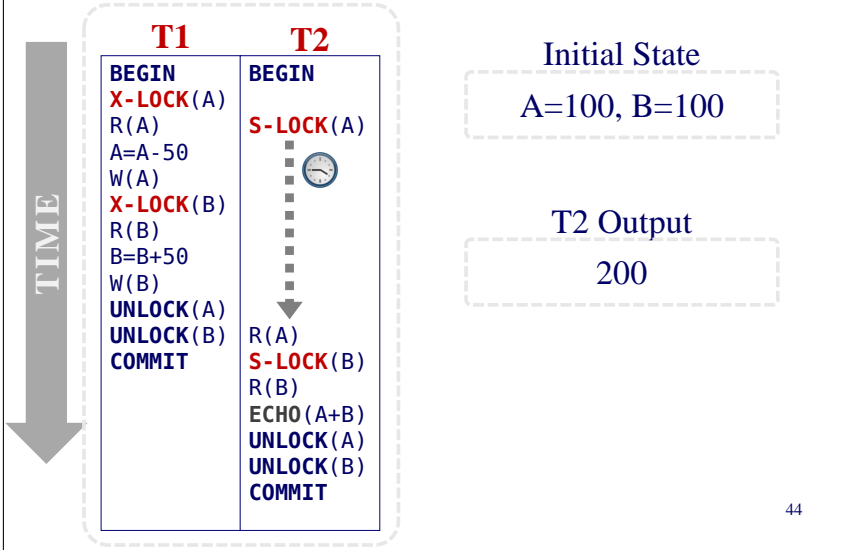 TIME
T1
BEGIN
X-LOCK(A)
R(A)
A=A-50
W(A)
X-LOCK(B)
R(B)
B=B+50
W(B)
UNLOCK(A)
UNLOCK(B)
COMMIT
T2
BEGIN
S-LOCK(A)
R(A)
S-LOCK(B)
R(B)
ECHO(A+B)
UNLOCK(A)
UNLOCK(B)
COMMIT
Initial State
A=100, B=100
T2 Output
200
44